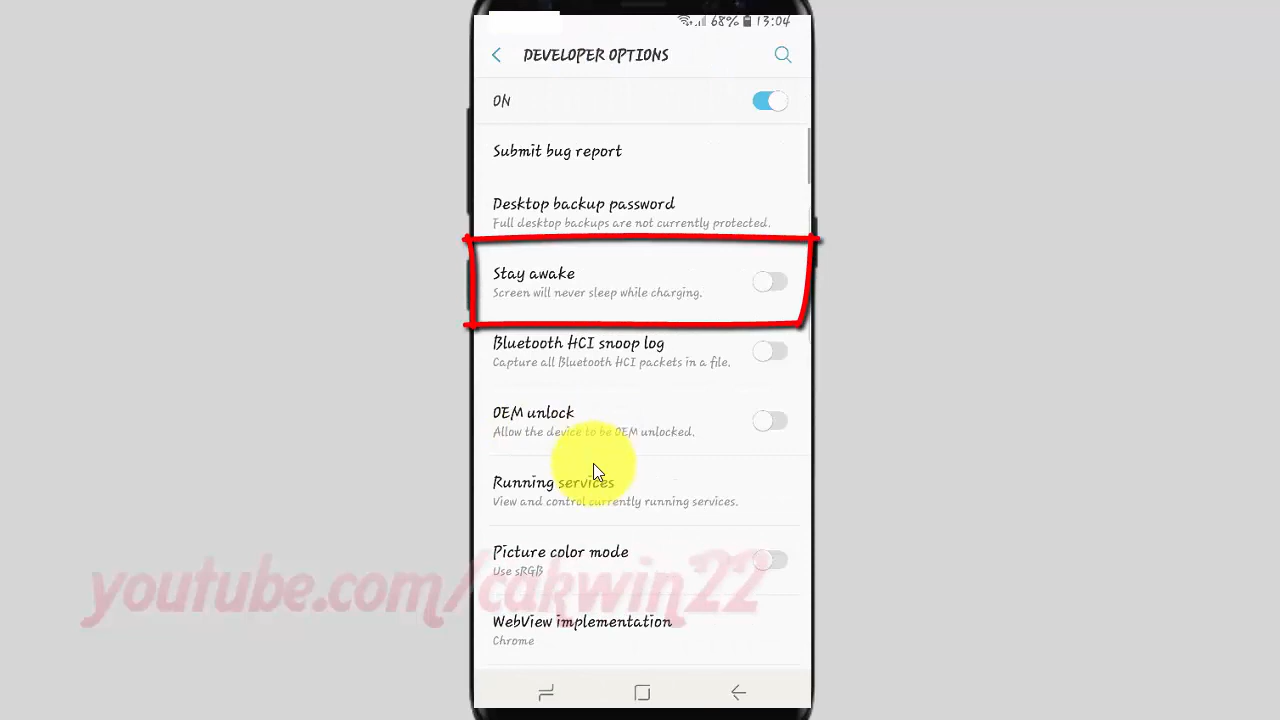 68% 13:04
DEVELOPER OPTIONS
ON
Submit bug report
Desktop backup password
Full desktop backups are not currently protected.
Stay awake
Screen will never sleep while charging.
Bluetooth HCI snoop log
Capture all Bluetooth HCI packets in a file.
OEM unlock
Allow the device to be OEM unlocked.
Running services
View and control currently running services.
Picture color mode
Use sRGB
youtube.com/cakwin22
WebView implementation
Chrome